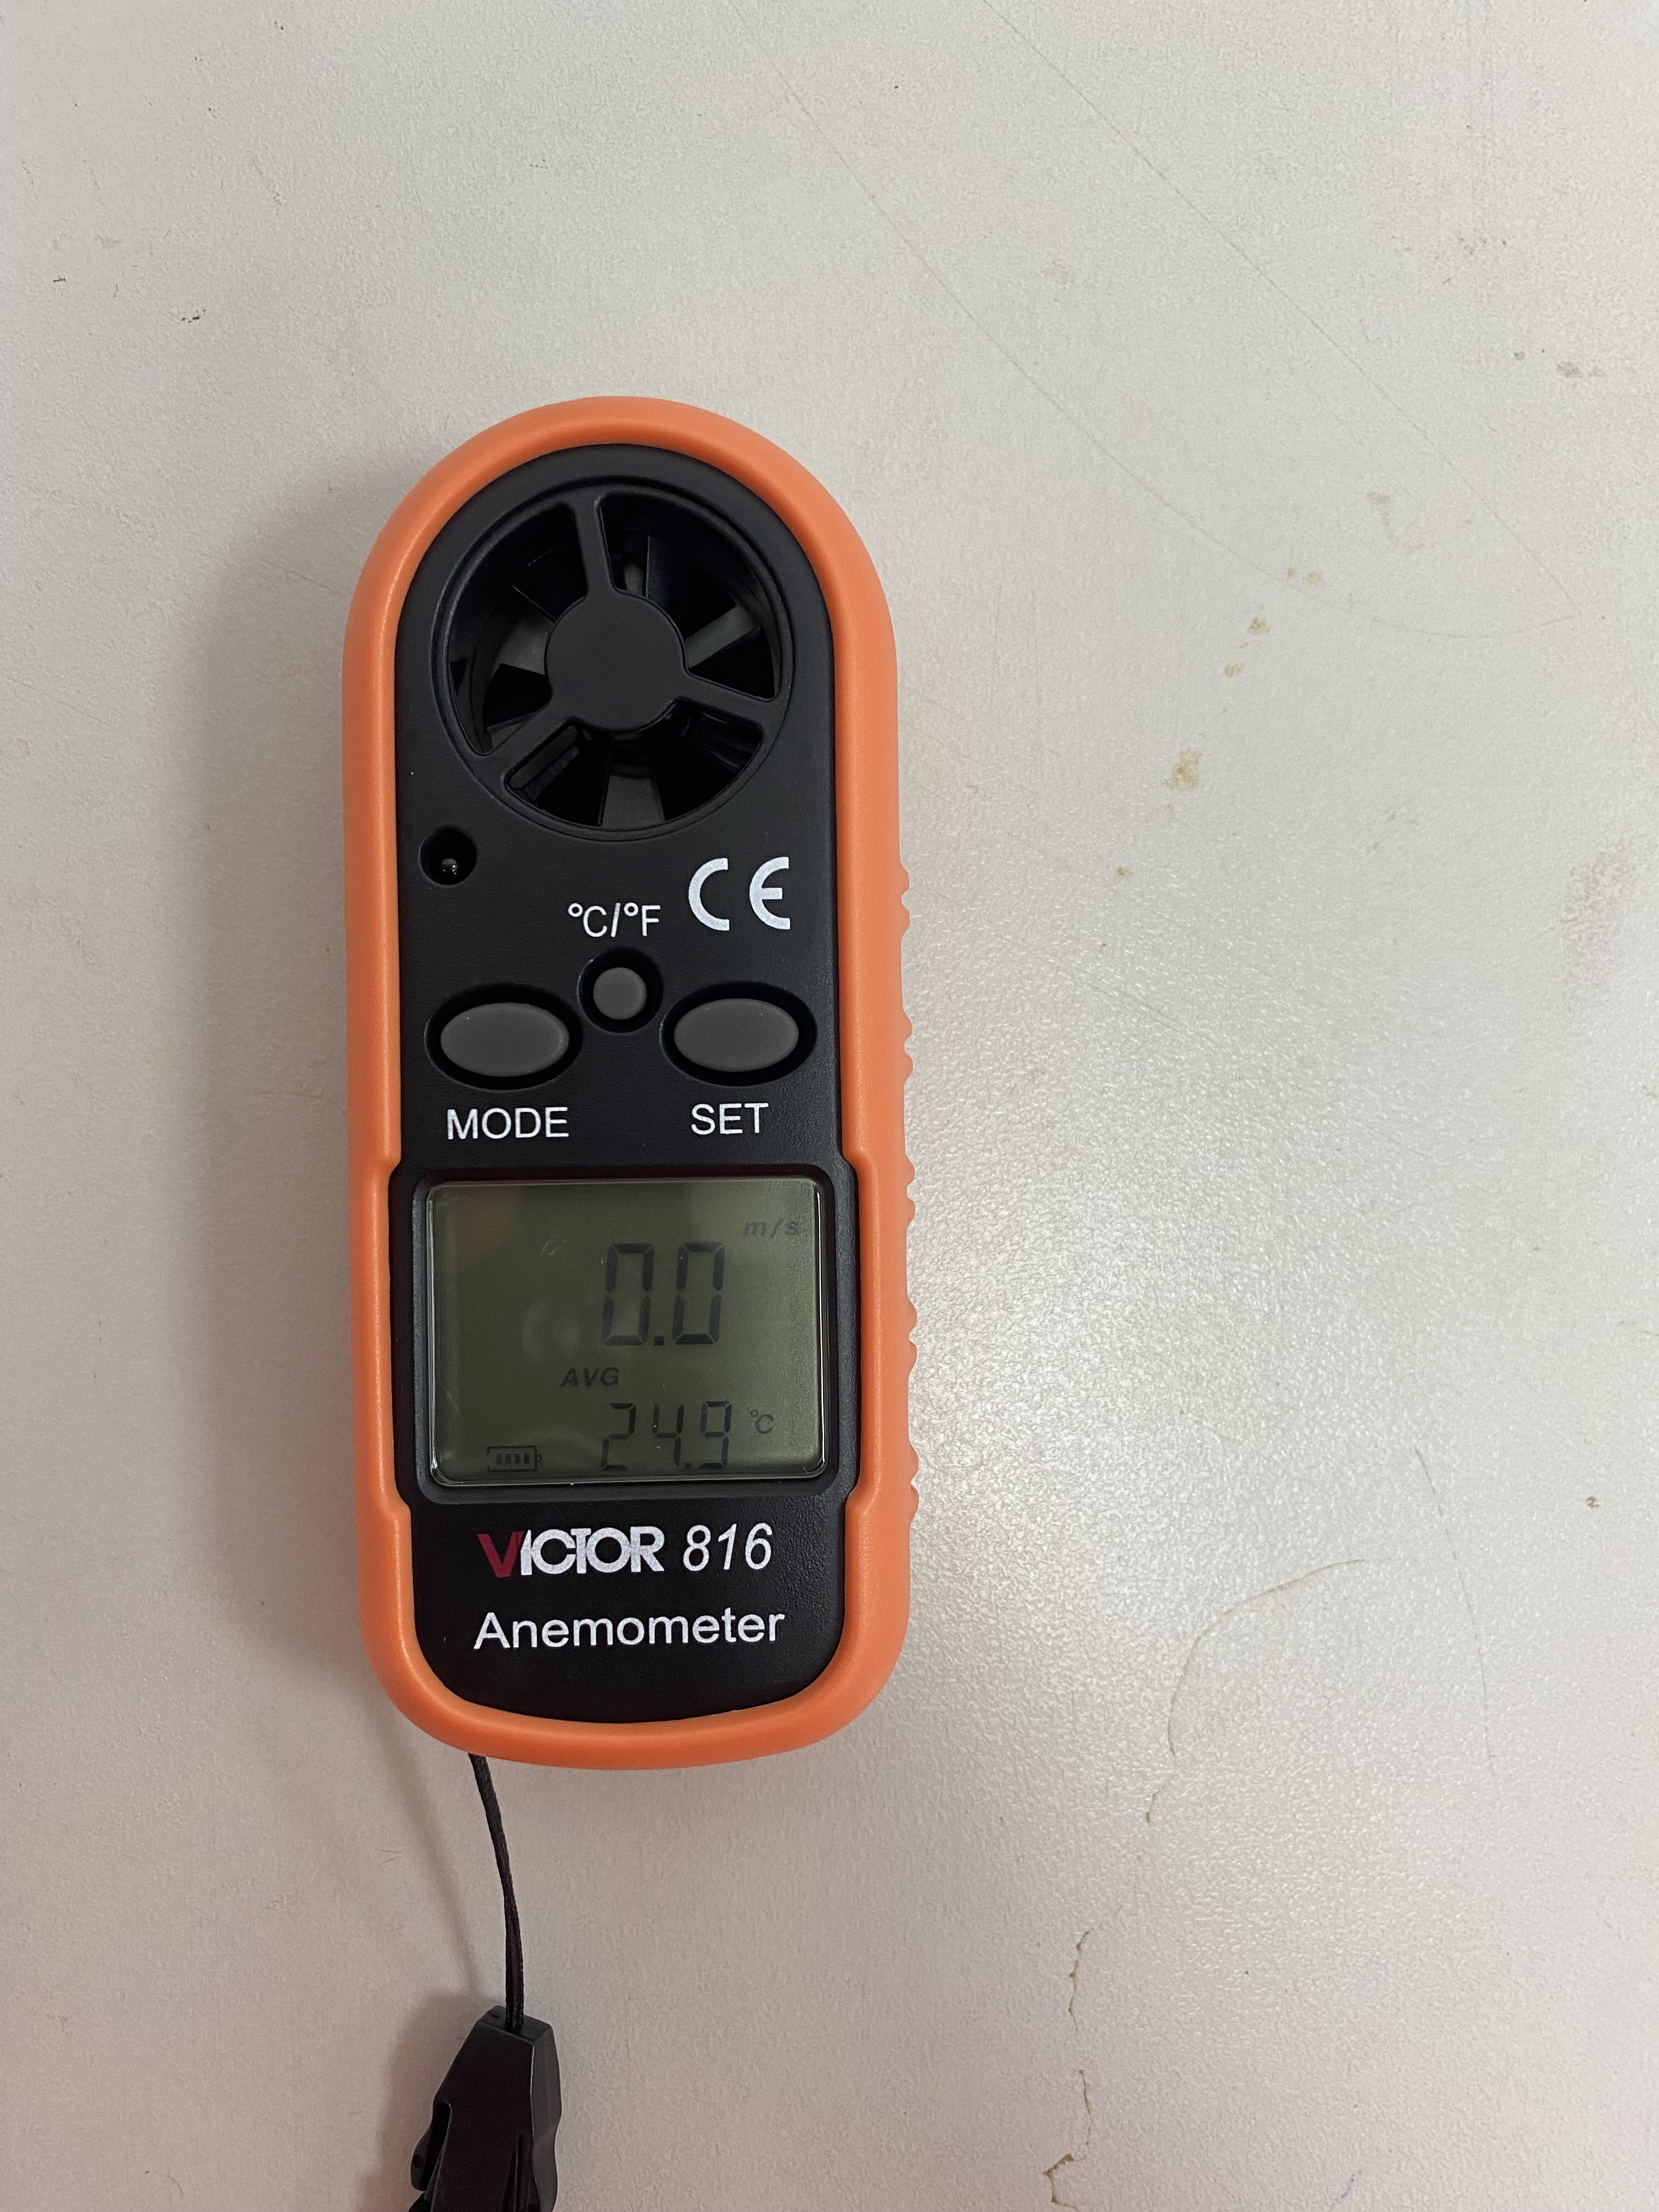 CE
°C/°F
MODE SET
m/s
0.0
AVG
24.9 °C
VICTOR 816
Anemometer